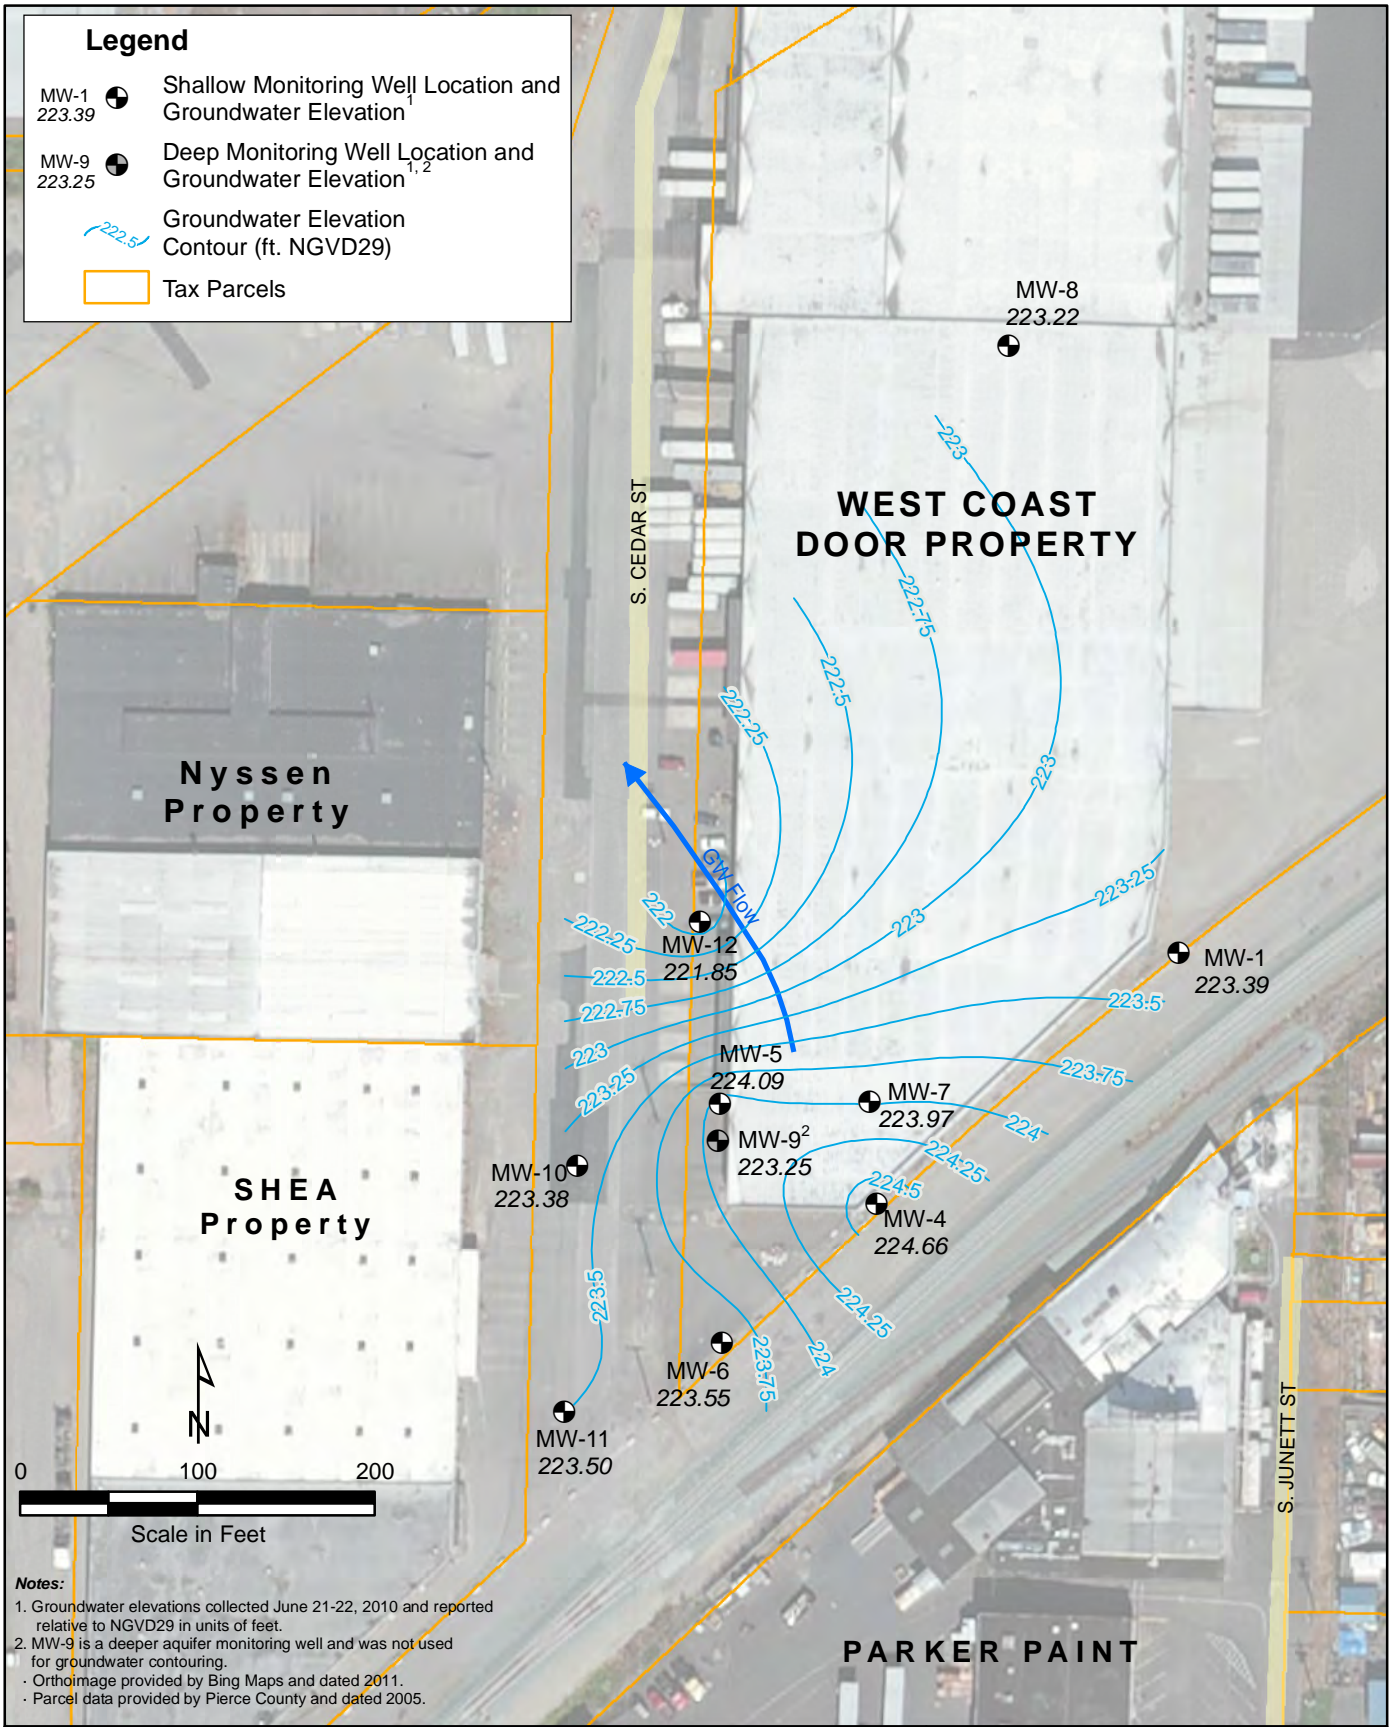 Legend
MW-1
223.39
Shallow Monitoring Well Location and
Groundwater Elevation1
MW-9
223.25
Deep Monitoring Well Location and
Groundwater Elevation1, 2
222.5
Groundwater Elevation
Contour (ft. NGVD29)
Tax Parcels
MW-8
223.22
223
WEST COAST
DOOR PROPERTY
S. CEDAR ST
222.75
222.5
222.25
223
Nyssen
Property
GW Flow
223.25
222
223
222.25
MW-12
221.85
MW-1
223.39
222.5
223.5
222.75
223
MW-5
224.09
223.75
223.25
MW-7
223.97
224
MW-92
223.25
224.25
MW-10
223.38
224.5
SHEA
Property
MW-4
224.66
223.5
224.25
224
MW-6
223.55
223.75
N
MW-11
223.50
S. JUNETT ST
0 100 200
Scale in Feet
Notes:
1. Groundwater elevations collected June 21-22, 2010 and reported
relative to NGVD29 in units of feet.
2. MW-9 is a deeper aquifer monitoring well and was not used
for groundwater contouring.
· Orthoimage provided by Bing Maps and dated 2011.
· Parcel data provided by Pierce County and dated 2005.
PARKER PAINT